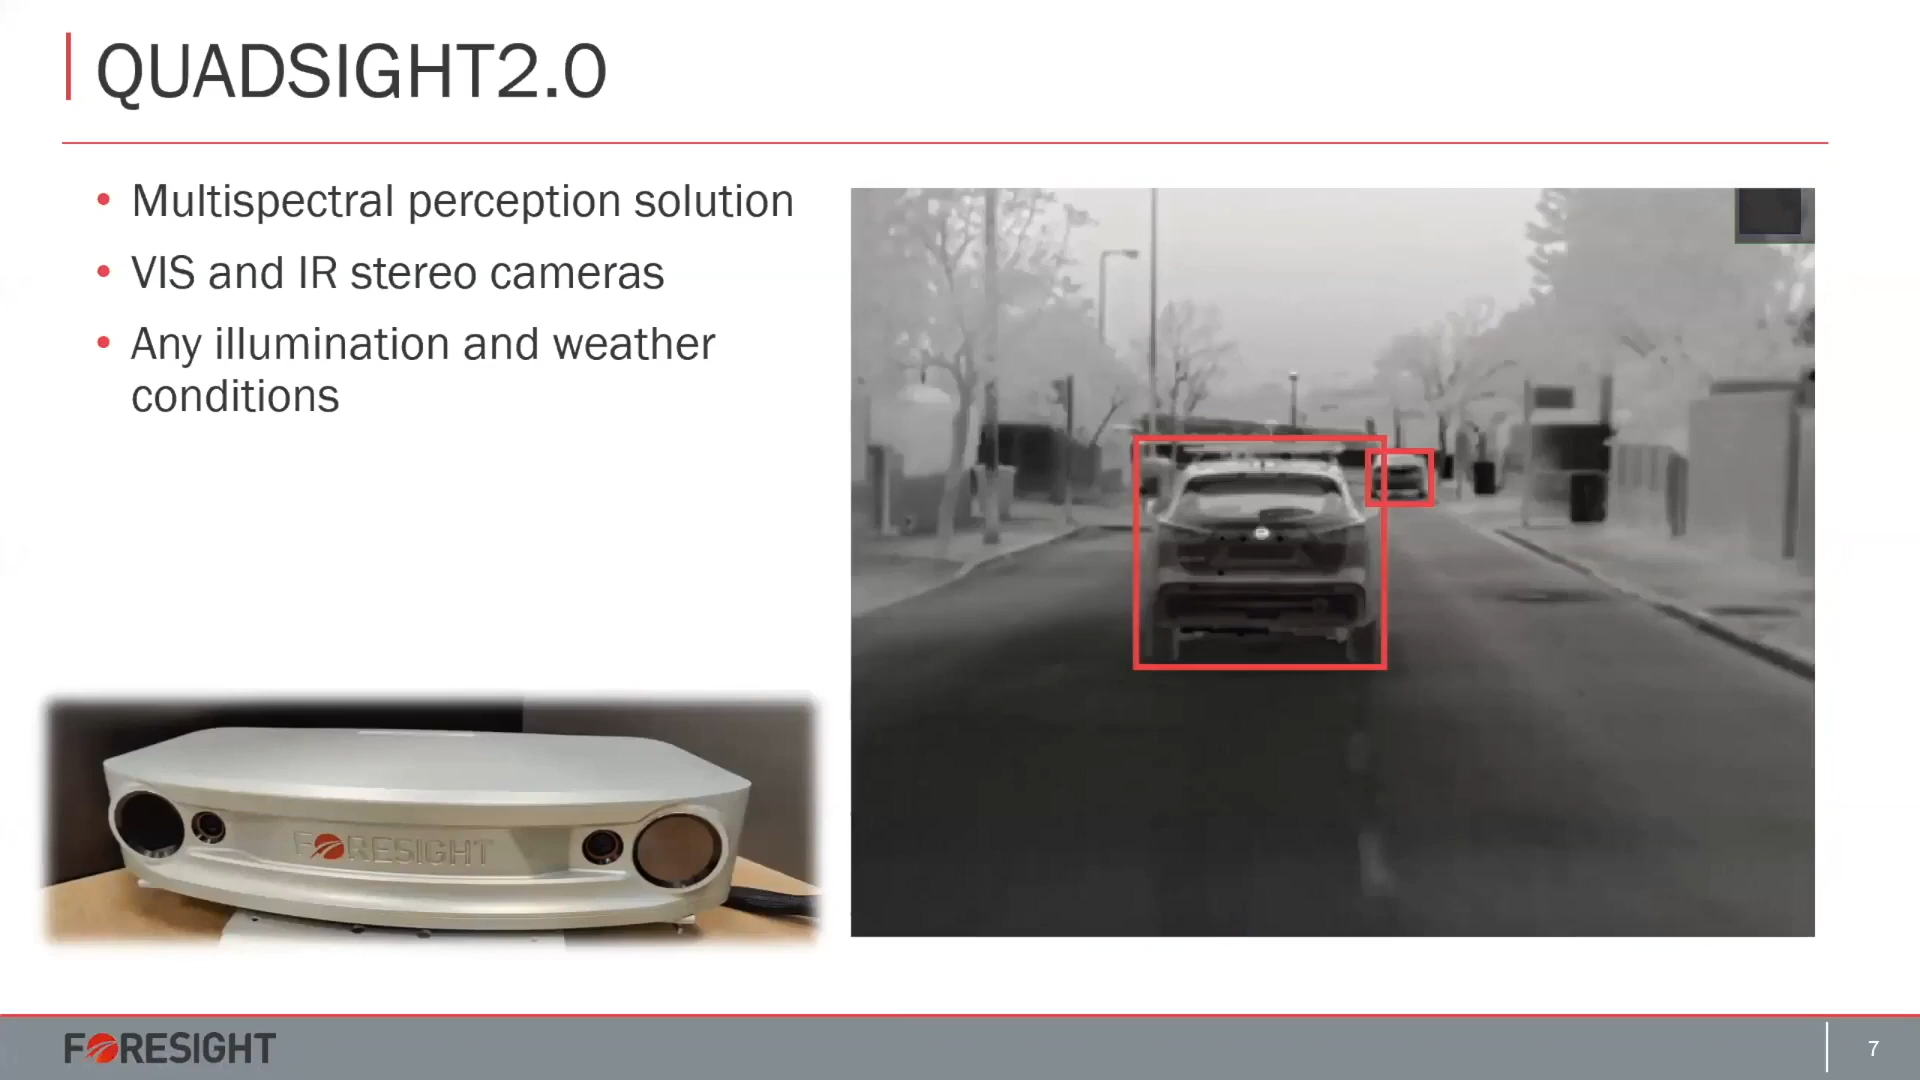 QUADSIGHT2.0
• Multispectral perception solution
• VIS and IR stereo cameras
• Any illumination and weather
conditions
FORESIGHT
FORESIGHT
7